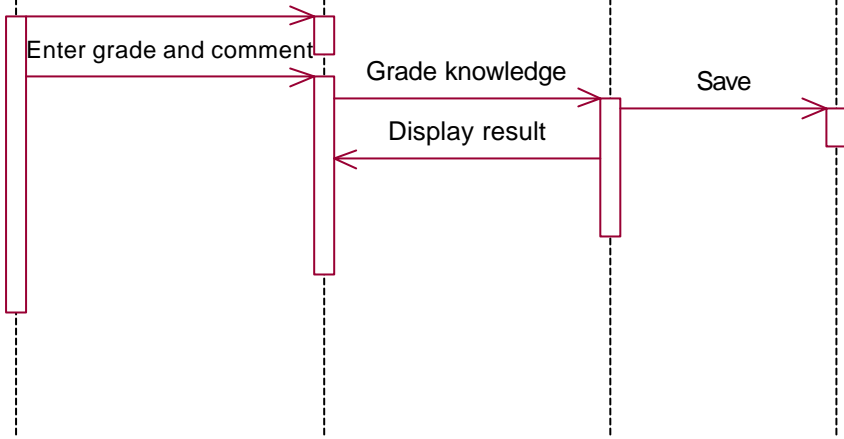 Enter grade and comment
Grade knowledge
Save
Display result